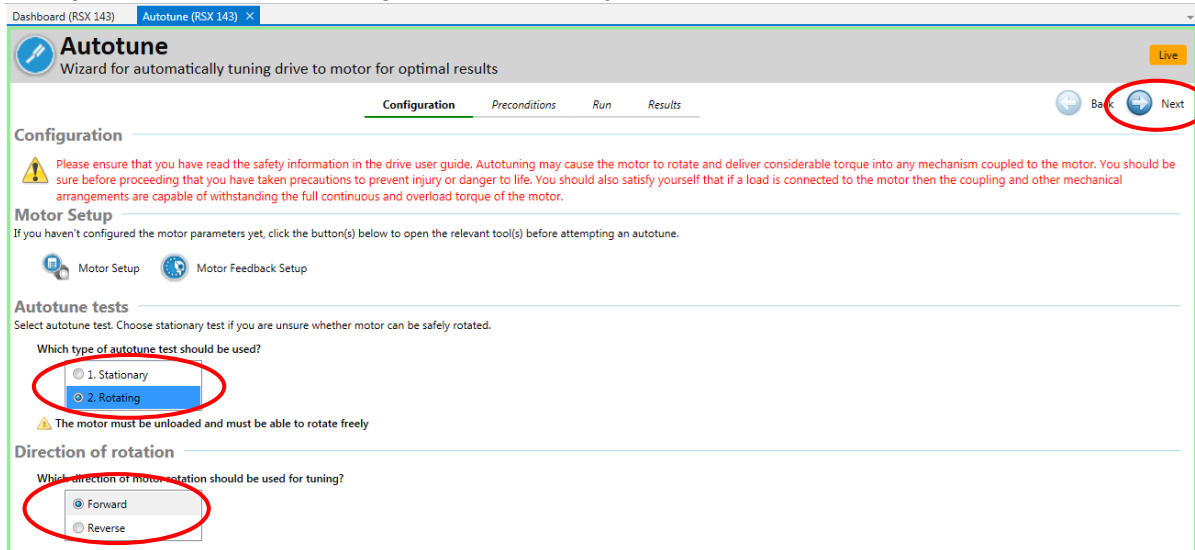 Dashboard (RSX 143) Autotune (RSX 143) ×
Autotune
Wizard for automatically tuning drive to motor for optimal results
Live
Configuration Preconditions Run Results
Back Next
Configuration
Please ensure that you have read the safety information in the drive user guide. Autotuning may cause the motor to rotate and deliver considerable torque into any mechanism coupled to the motor. You should be
sure before proceeding that you have taken precautions to prevent injury or danger to life. You should also satisfy yourself that if a load is connected to the motor then the coupling and other mechanical
arrangements are capable of withstanding the full continuous and overload torque of the motor.
Motor Setup
If you haven't configured the motor parameters yet, click the button(s) below to open the relevant tool(s) before attempting an autotune.
Motor Setup Motor Feedback Setup
Autotune tests
Select autotune test. Choose stationary test if you are unsure whether motor can be safely rotated.
Which type of autotune test should be used?
1. Stationary
2. Rotating
The motor must be unloaded and must be able to rotate freely
Direction of rotation
Which direction of motor rotation should be used for tuning?
Forward
Reverse